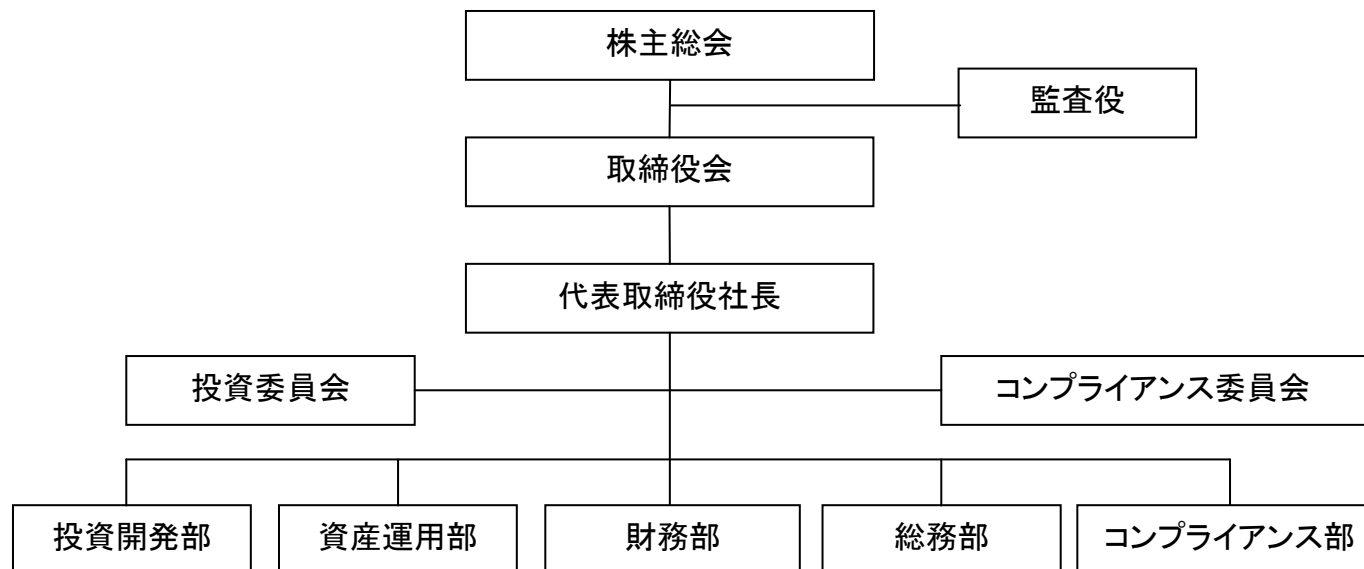 株主総会
監査役
取締役会
代表取締役社長
投資委員会
コンプライアンス委員会
投資開発部
資産運用部
財務部
総務部
コンプライアンス部